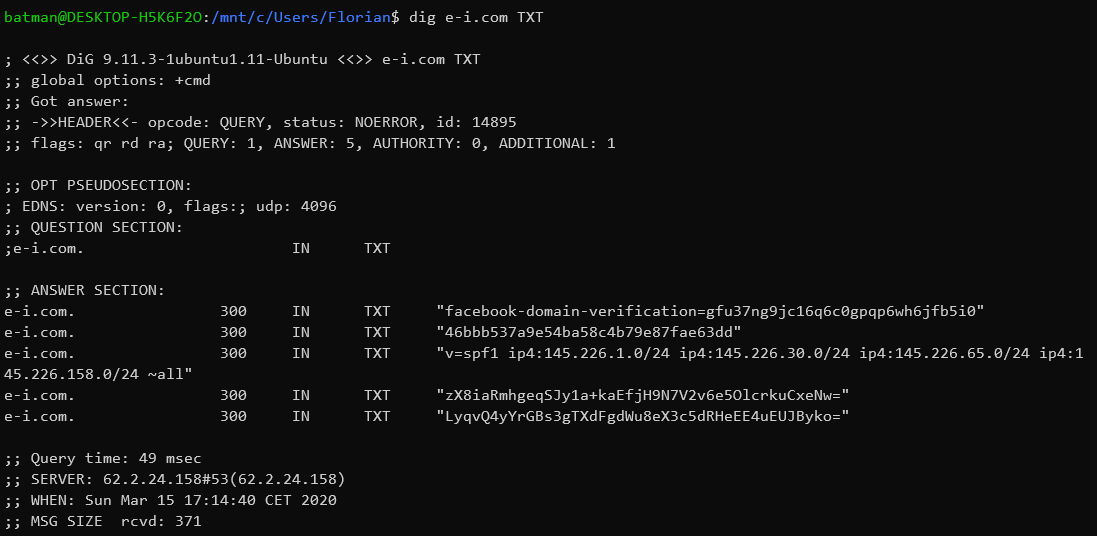 batman@DESKTOP-H5K6F2O:/mnt/c/Users/Florian$ dig e-i.com TXT
; <<>> DiG 9.11.3-1ubuntu1.11-Ubuntu <<>> e-i.com TXT
;; global options: +cmd
;; Got answer:
;; ->>HEADER<<- opcode: QUERY, status: NOERROR, id: 14895
;; flags: qr rd ra; QUERY: 1, ANSWER: 5, AUTHORITY: 0, ADDITIONAL: 1
;; OPT PSEUDOSECTION:
; EDNS: version: 0, flags:; udp: 4096
;; QUESTION SECTION:
;e-i.com. IN TXT
;; ANSWER SECTION:
e-i.com. 300 IN TXT "facebook-domain-verification=gfu37ng9jc16q6c0gpqp6wh6jfb5i0"
e-i.com. 300 IN TXT "46bbb537a9e54ba58c4b79e87fae63dd"
e-i.com. 300 IN TXT "v=spf1 ip4:145.226.1.0/24 ip4:145.226.30.0/24 ip4:145.226.65.0/24 ip4:1
45.226.158.0/24 ~all"
e-i.com. 300 IN TXT "zX8iaRmhgeqSJy1a+kaEfjH9N7V2v6e5OlcrkuCxeNw="
e-i.com. 300 IN TXT "LyqvQ4yYrGBs3gTXdFgdWu8eX3c5dRHeEE4uEUJByko="
;; Query time: 49 msec
;; SERVER: 62.2.24.158#53(62.2.24.158)
;; WHEN: Sun Mar 15 17:14:40 CET 2020
;; MSG SIZE rcvd: 371